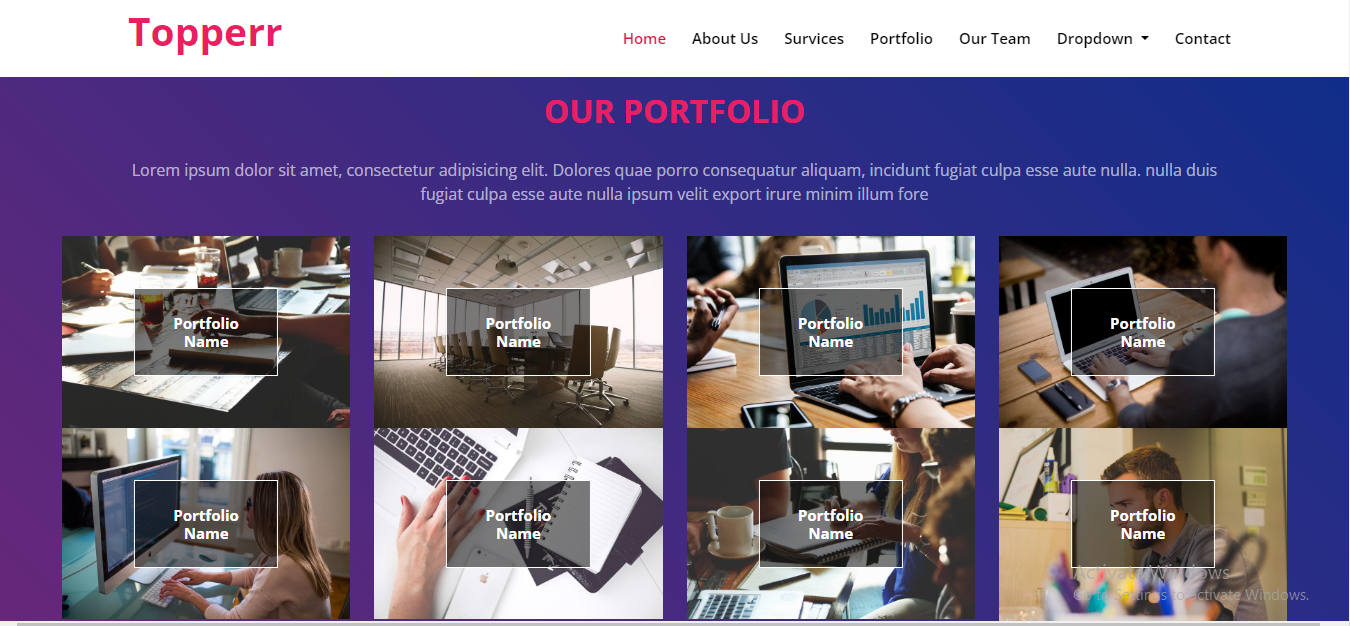 Topperr
Home About Us Survices Portfolio Our Team Dropdown Contact
OUR PORTFOLIO
Lorem ipsum dolor sit amet, consectetur adipisicing elit. Dolores quae porro consequatur aliquam, incidunt fugiat culpa esse aute nulla. nulla duis
fugiat culpa esse aute nulla ipsum velit export irure minim illum fore
Portfolio
Name
Portfolio
Name
Portfolio
Name
Portfolio
Name
Portfolio
Name
Portfolio
Name
Portfolio
Name
Portfolio
Name
Activate Windows
Go to Settings to activate Windows.